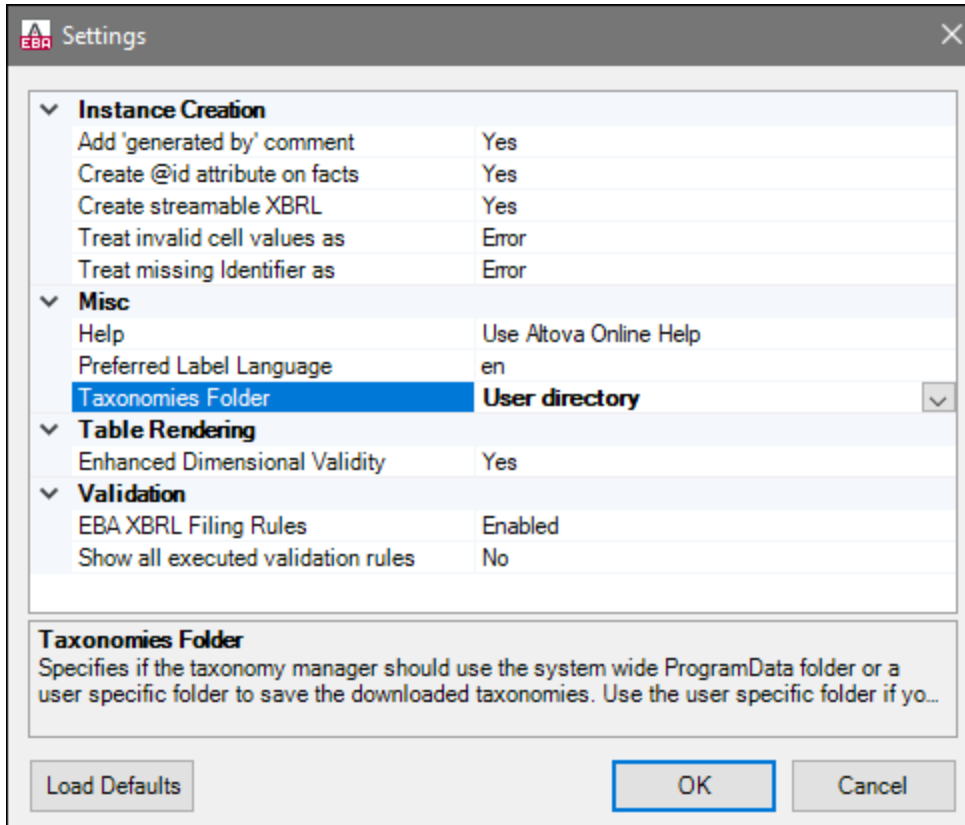 A
EBA
Settings
Instance Creation
Add 'generated by' comment Yes
Create @id attribute on facts Yes
Create streamable XBRL Yes
Treat invalid cell values as Error
Treat missing Identifier as Error
Misc
Help Use Altova Online Help
Preferred Label Language en
Taxonomies Folder User directory
Table Rendering
Enhanced Dimensional Validity Yes
Validation
EBA XBRL Filing Rules Enabled
Show all executed validation rules No
Taxonomies Folder
Specifies if the taxonomy manager should use the system wide ProgramData folder or a
user specific folder to save the downloaded taxonomies. Use the user specific folder if yo...
Load Defaults OK Cancel